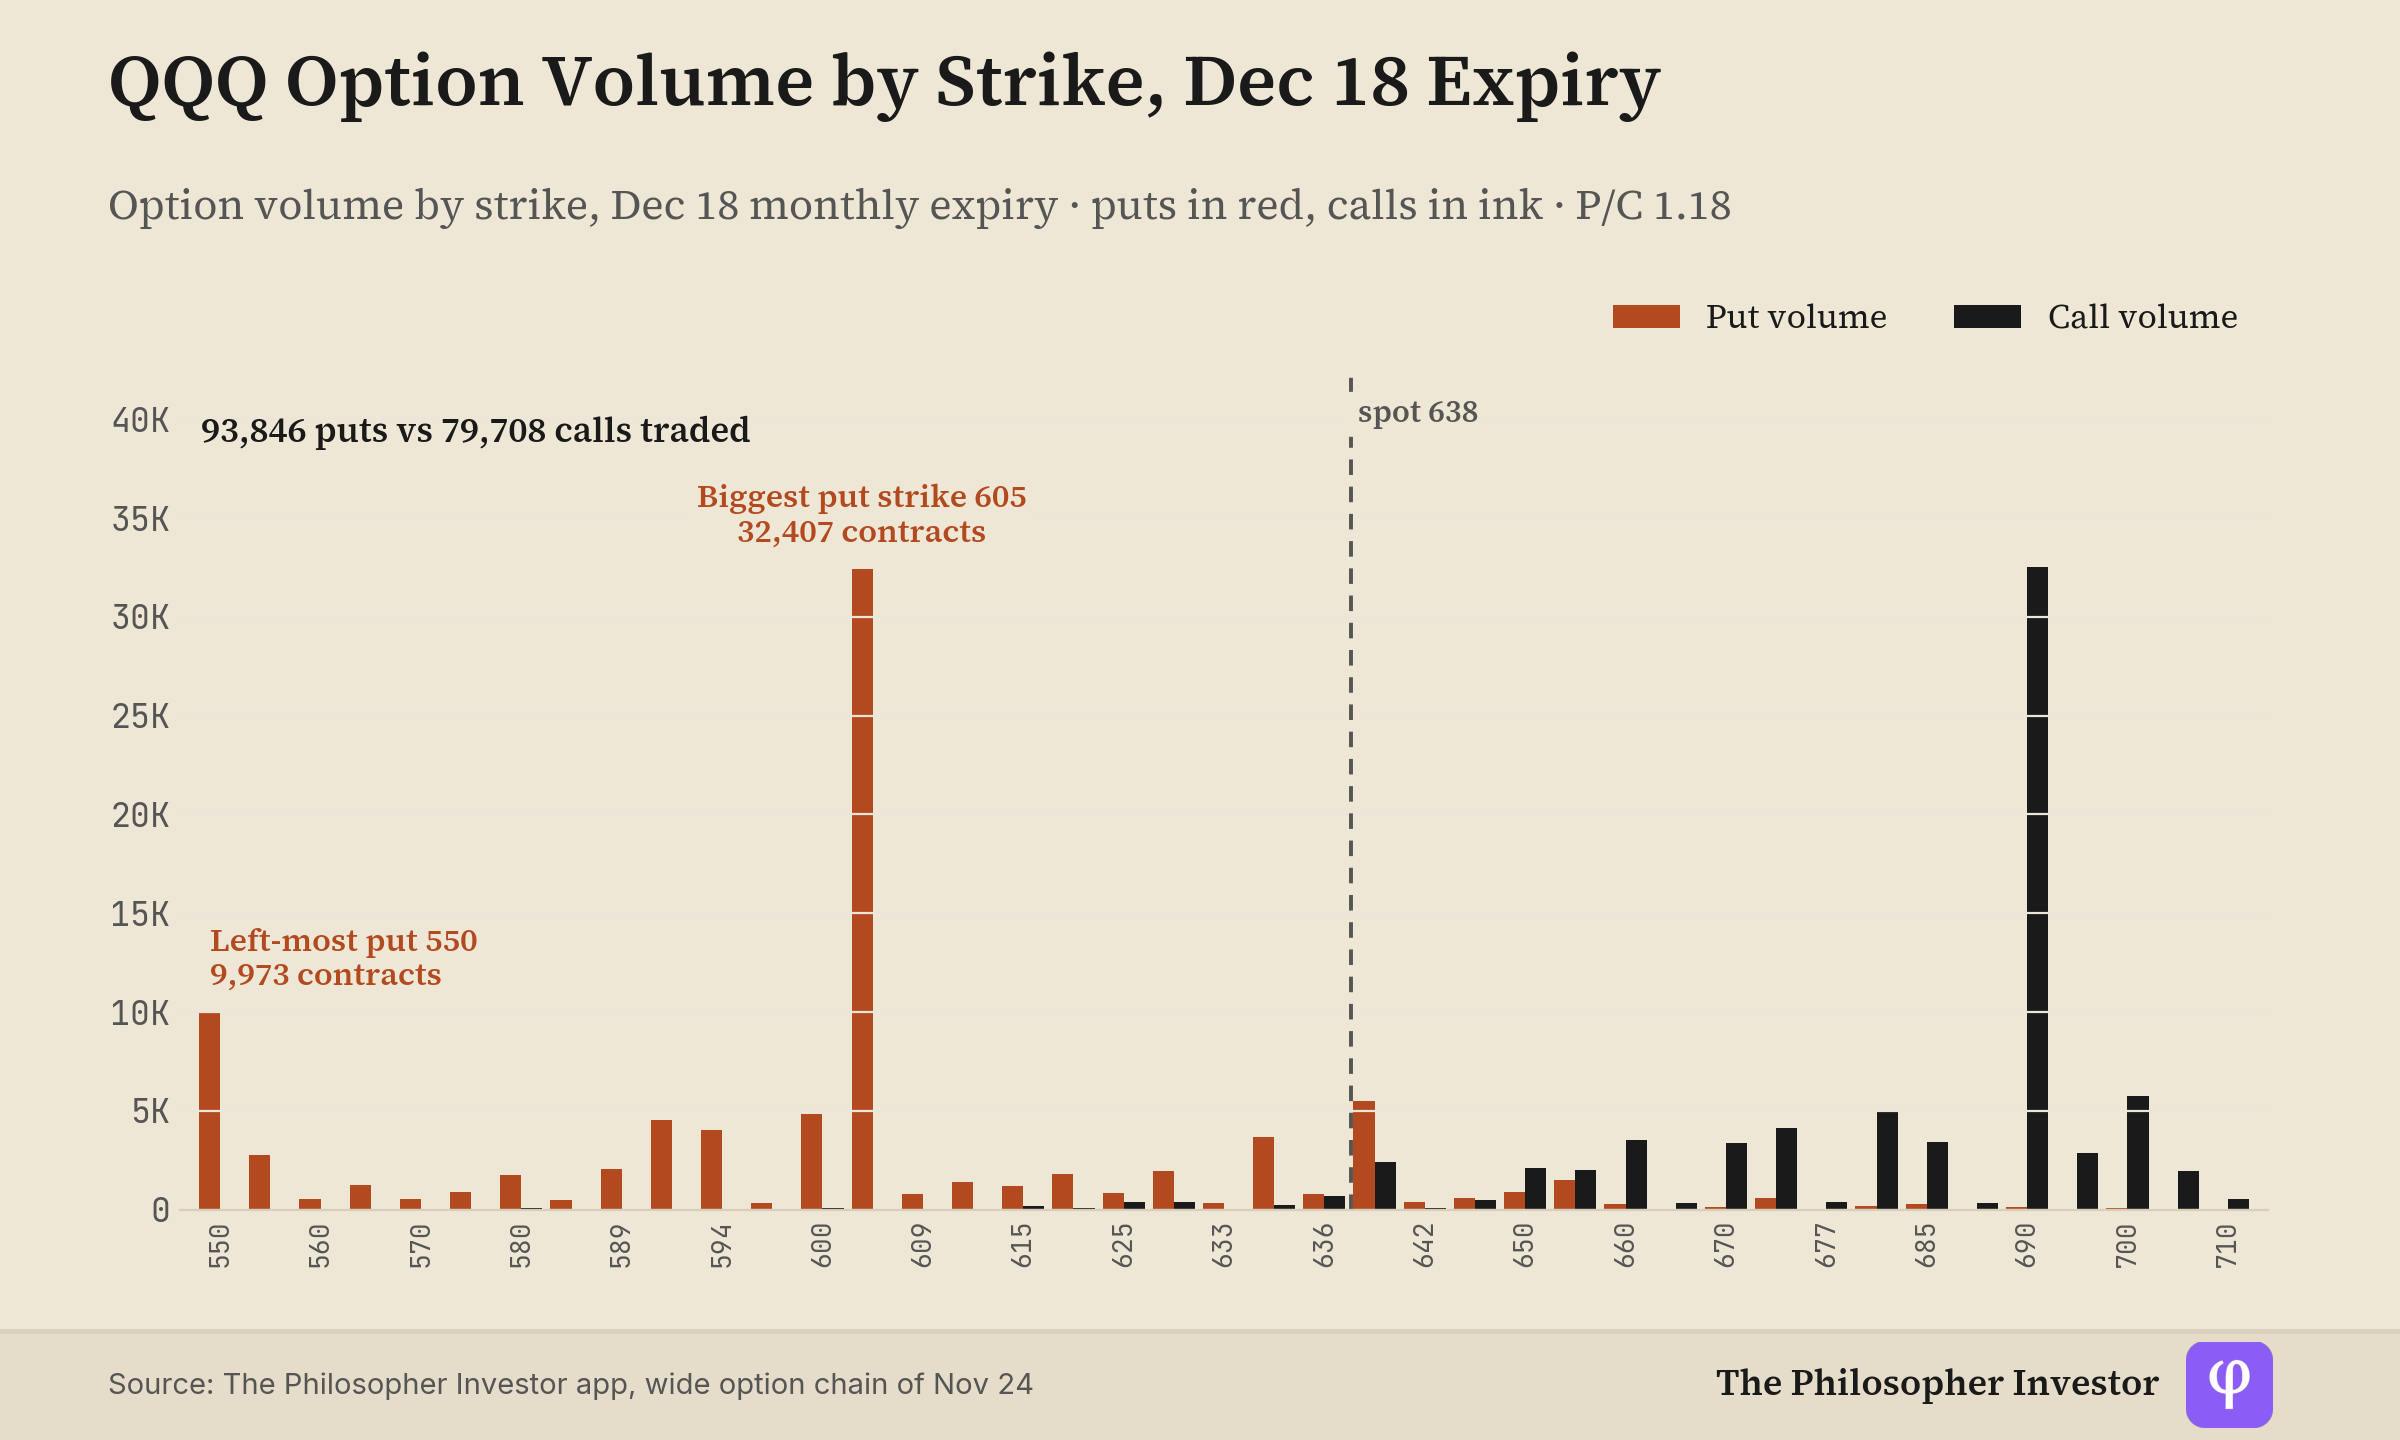 QQQ Option Volume by Strike, Dec 18 Expiry
Option volume by strike, Dec 18 monthly expiry · puts in red, calls in ink · P/C 1.18
Put volume
Call volume
40K
35K
30K
25K
20K
15K
10K
5K
0
93,846 puts vs 79,708 calls traded
spot 638
Biggest put strike 605
32,407 contracts
Left-most put 550
9,973 contracts
550
560
570
580
589
594
600
609
615
625
633
636
642
650
660
670
677
685
690
700
710
Source: The Philosopher Investor app, wide option chain of Nov 24
The Philosopher Investor
φ